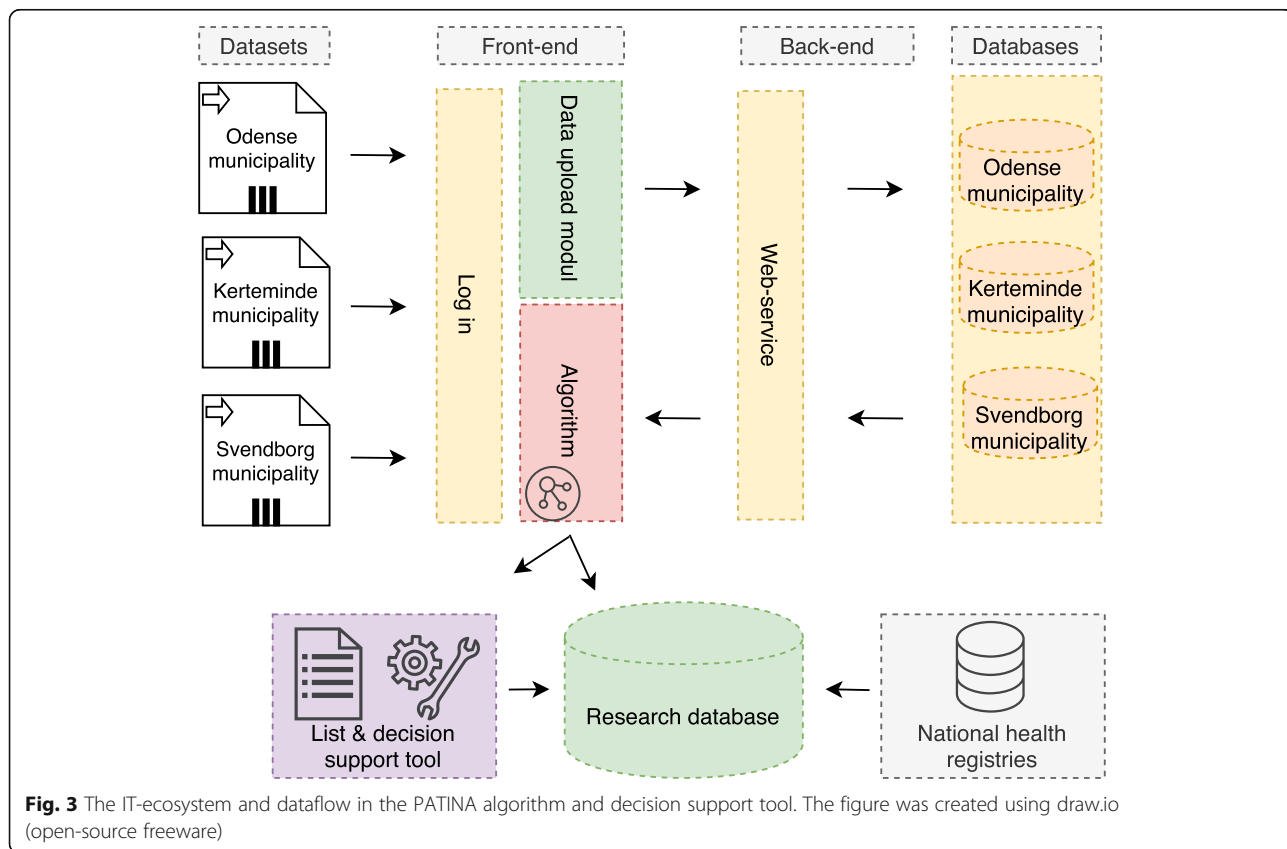 Datasets
Front-end
Back-end
Databases
Odense
municipality
Kerteminde
municipality
Svendborg
municipality
Log in
Data upload modul
Algorithm
Web-service
Odense
municipality
Kerteminde
municipality
Svendborg
municipality
List & decision
support tool
Research database
National health
registries
Fig. 3 The IT-ecosystem and dataflow in the PATINA algorithm and decision support tool. The figure was created using draw.io
(open-source freeware)